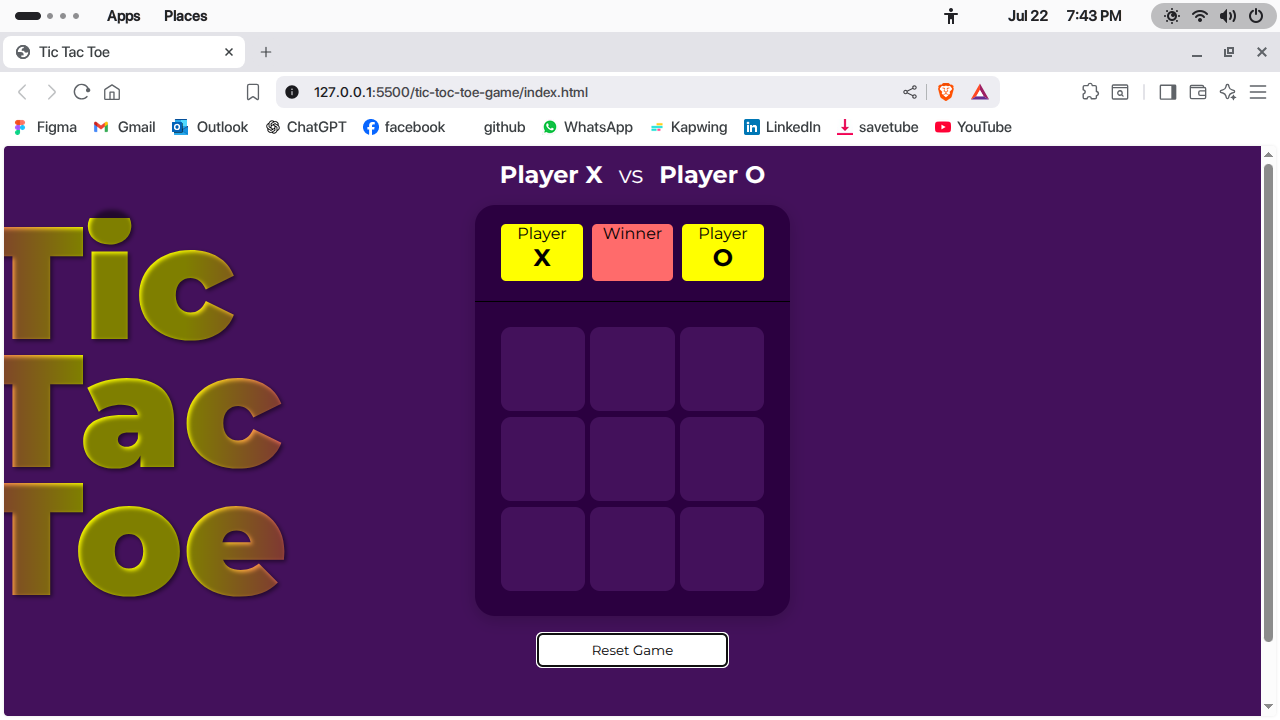 Apps Places Jul 22 7:43 PM
Tic Tac Toe
127.0.0.1:5500/tic-toc-toe-game/index.html
Figma Gmail Outlook ChatGPT facebook github WhatsApp Kapwing LinkedIn savetube YouTube
Player X vs Player O
Player Winner Player
X O
Tic
Tac
Toe
Reset Game